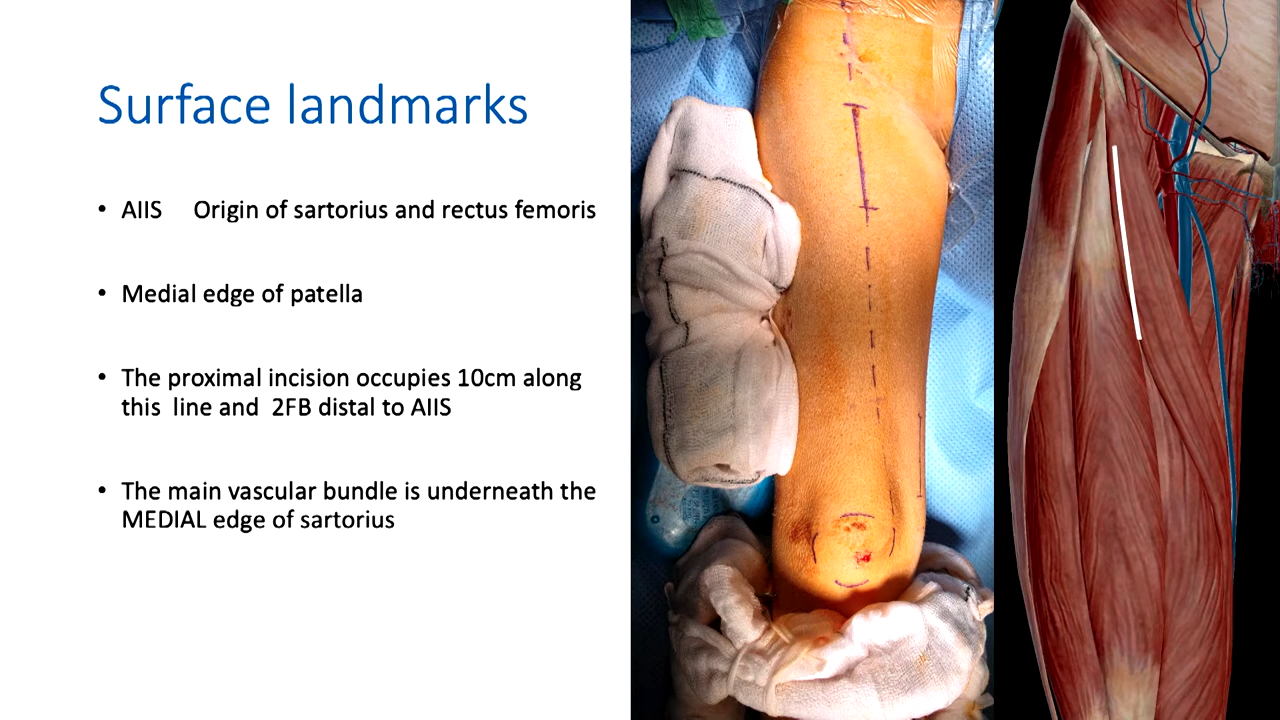 Surface landmarks
• AIIS Origin of sartorius and rectus femoris
• Medial edge of patella
• The proximal incision occupies 10cm along
this line and 2FB distal to AIIS
• The main vascular bundle is underneath the
MEDIAL edge of sartorius